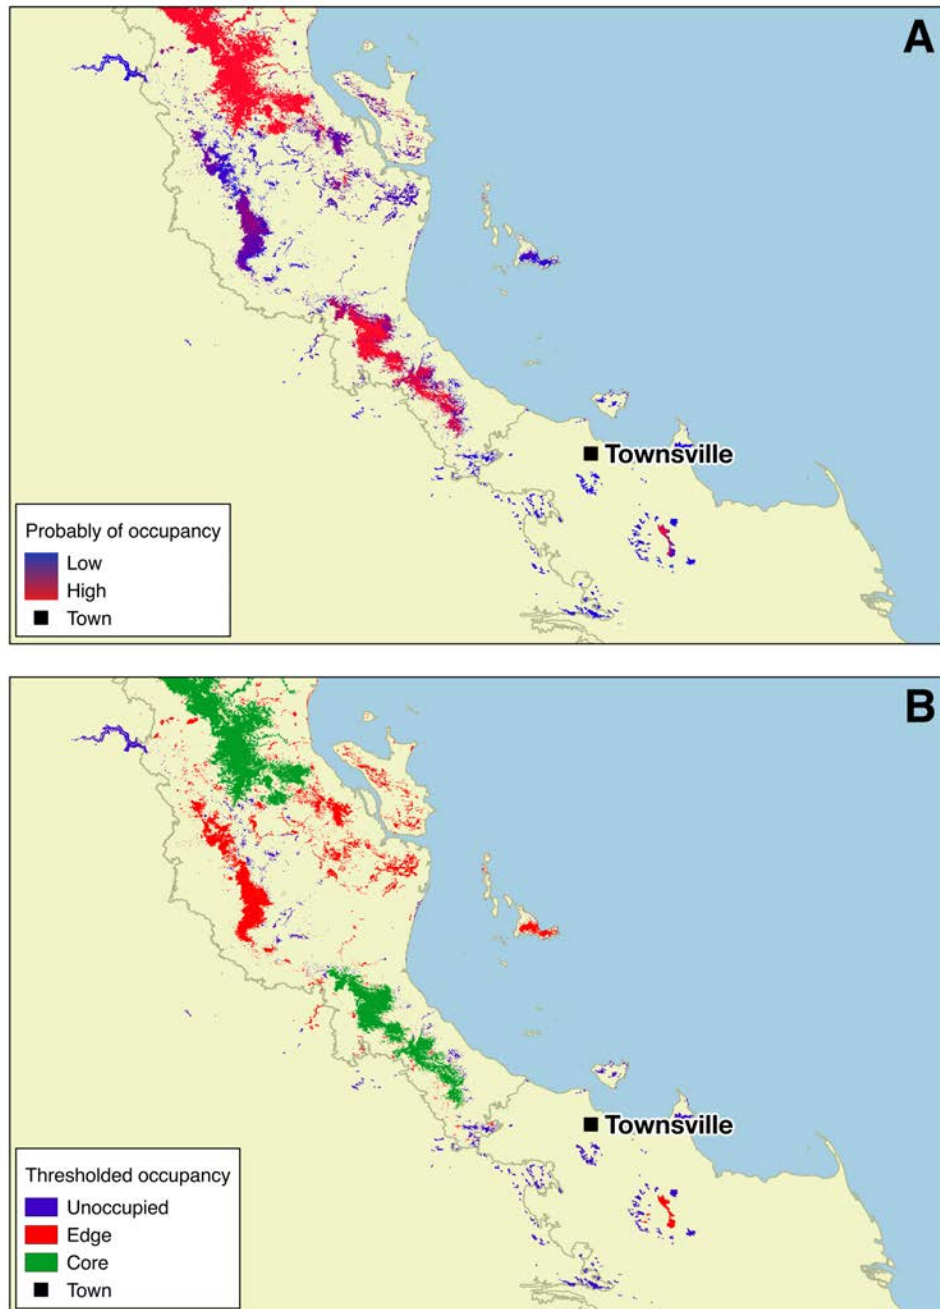 A
Townsville
Probably of occupancy
Low
High
Town
B
Townsville
Thresholded occupancy
Unoccupied
Edge
Core
Town